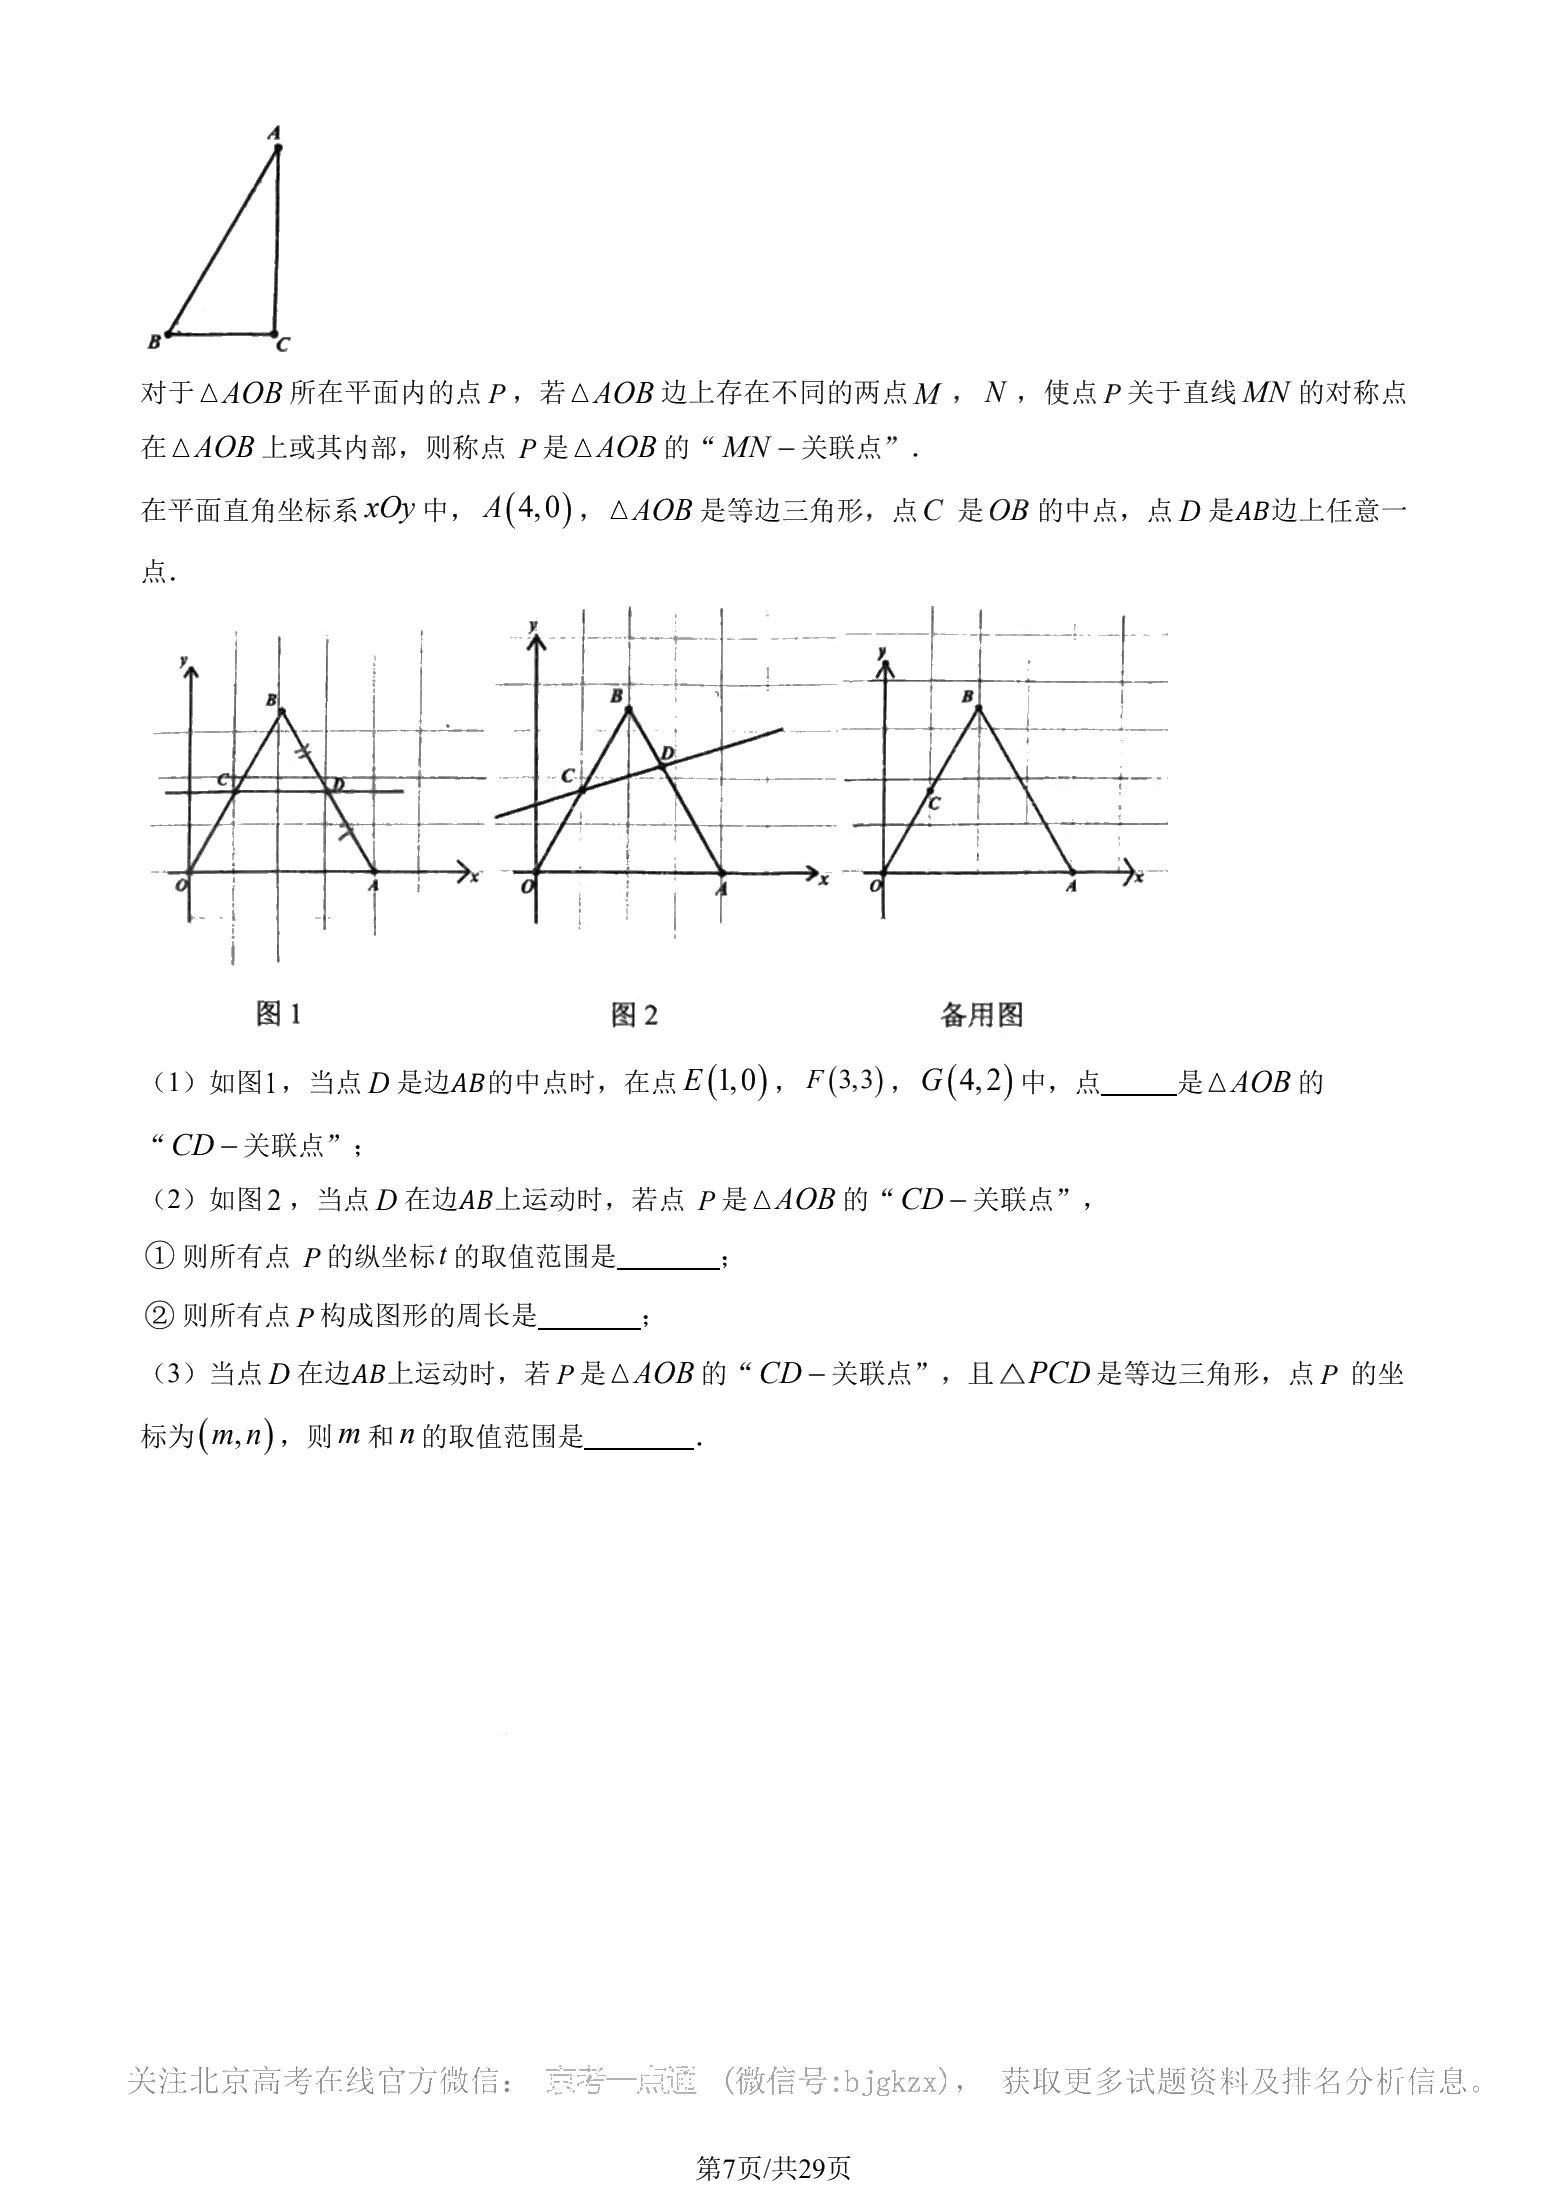 A
B
C
对于△AOB所在平面内的点P，若△AOB边上存在不同的两点M，N，使点P关于直线MN的对称点
在△AOB上或其内部，则称点P是△AOB的“MN－关联点”．
在平面直角坐标系xOy中，A(4,0)，△AOB是等边三角形，点C是OB的中点，点D是AB边上任意一
点．
y B C D O A x
y B C D O A x
y B C O A x
图1 图2 备用图
（1）如图1，当点D是边AB的中点时，在点E(1,0)，F(3,3)，G(4,2)中，点_____是△AOB的
“CD－关联点”；
（2）如图2，当点D在边AB上运动时，若点P是△AOB的“CD－关联点”，
① 则所有点P的纵坐标t的取值范围是_______；
② 则所有点P构成图形的周长是_______；
（3）当点D在边AB上运动时，若P是△AOB的“CD－关联点”，且△PCD是等边三角形，点P的坐
标为(m,n)，则m和n的取值范围是_______．
关注北京高考在线官方微信：京考一点通（微信号:bjgkzx），获取更多试题资料及排名分析信息。
第7页/共29页